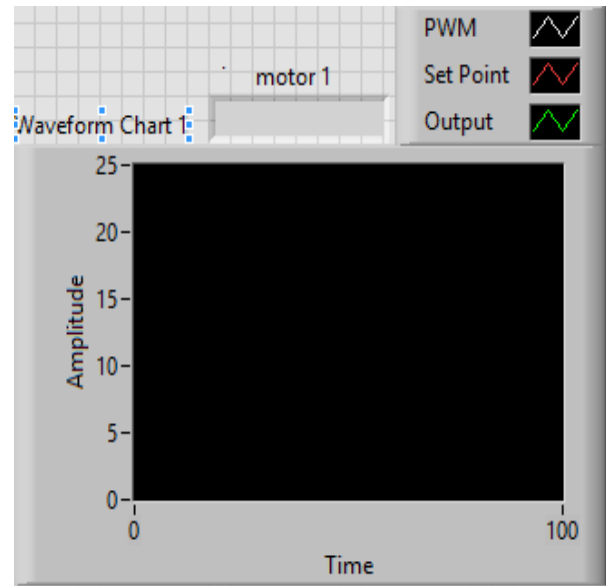 PWM
motor 1
Set Point
Waveform Chart 1
Output
25
20
15
10
5
0
Amplitude
0
100
Time